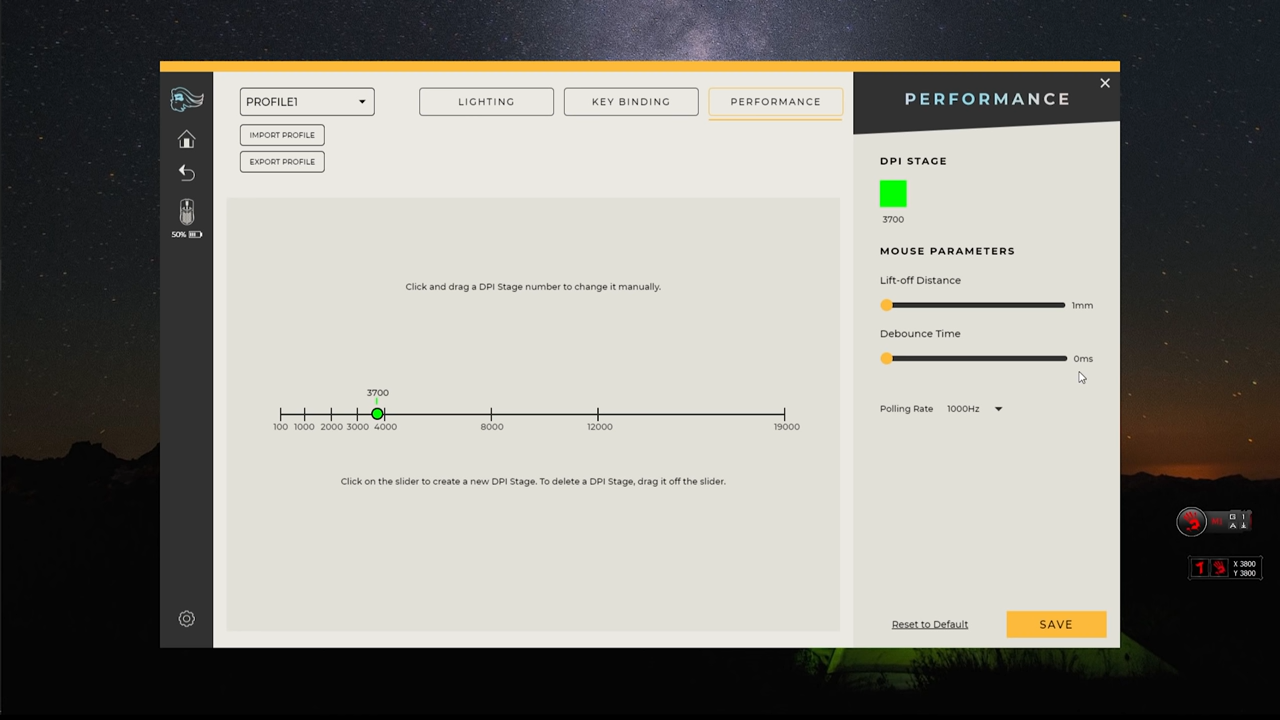 PROFILE1
LIGHTING
KEY BINDING
PERFORMANCE
IMPORT PROFILE
EXPORT PROFILE
50%
Click and drag a DPI Stage number to change it manually.
3700
100 1000 2000 3000 4000 8000 12000 19000
Click on the slider to create a new DPI Stage. To delete a DPI Stage, drag it off the slider.
PERFORMANCE
DPI STAGE
3700
MOUSE PARAMETERS
Lift-off Distance
1mm
Debounce Time
0ms
Polling Rate 1000Hz
Reset to Default
SAVE
X 3800
Y 3800